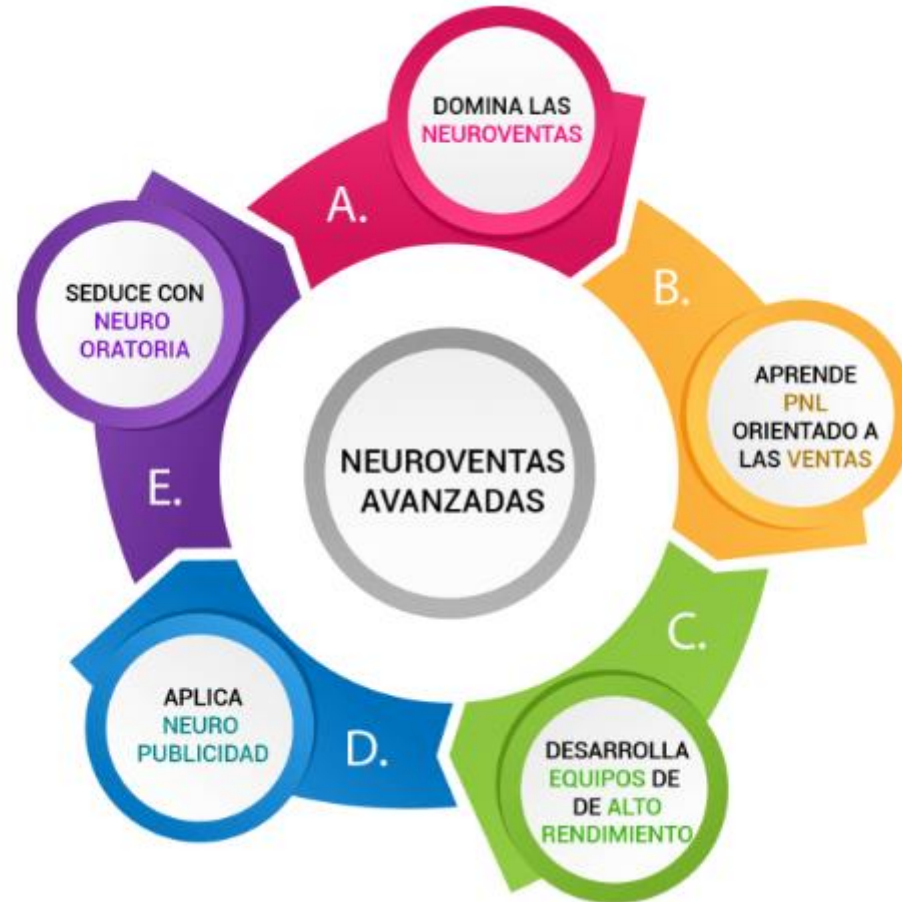 A.
DOMINA LAS
NEUROVENTAS
B.
APRENDE
PNL
ORIENTADO A
LAS VENTAS
C.
DESARROLLA
EQUIPOS DE
DE ALTO
RENDIMIENTO
D.
APLICA
NEURO
PUBLICIDAD
E.
SEDUCE CON
NEURO
ORATORIA
NEUROVENTAS
AVANZADAS